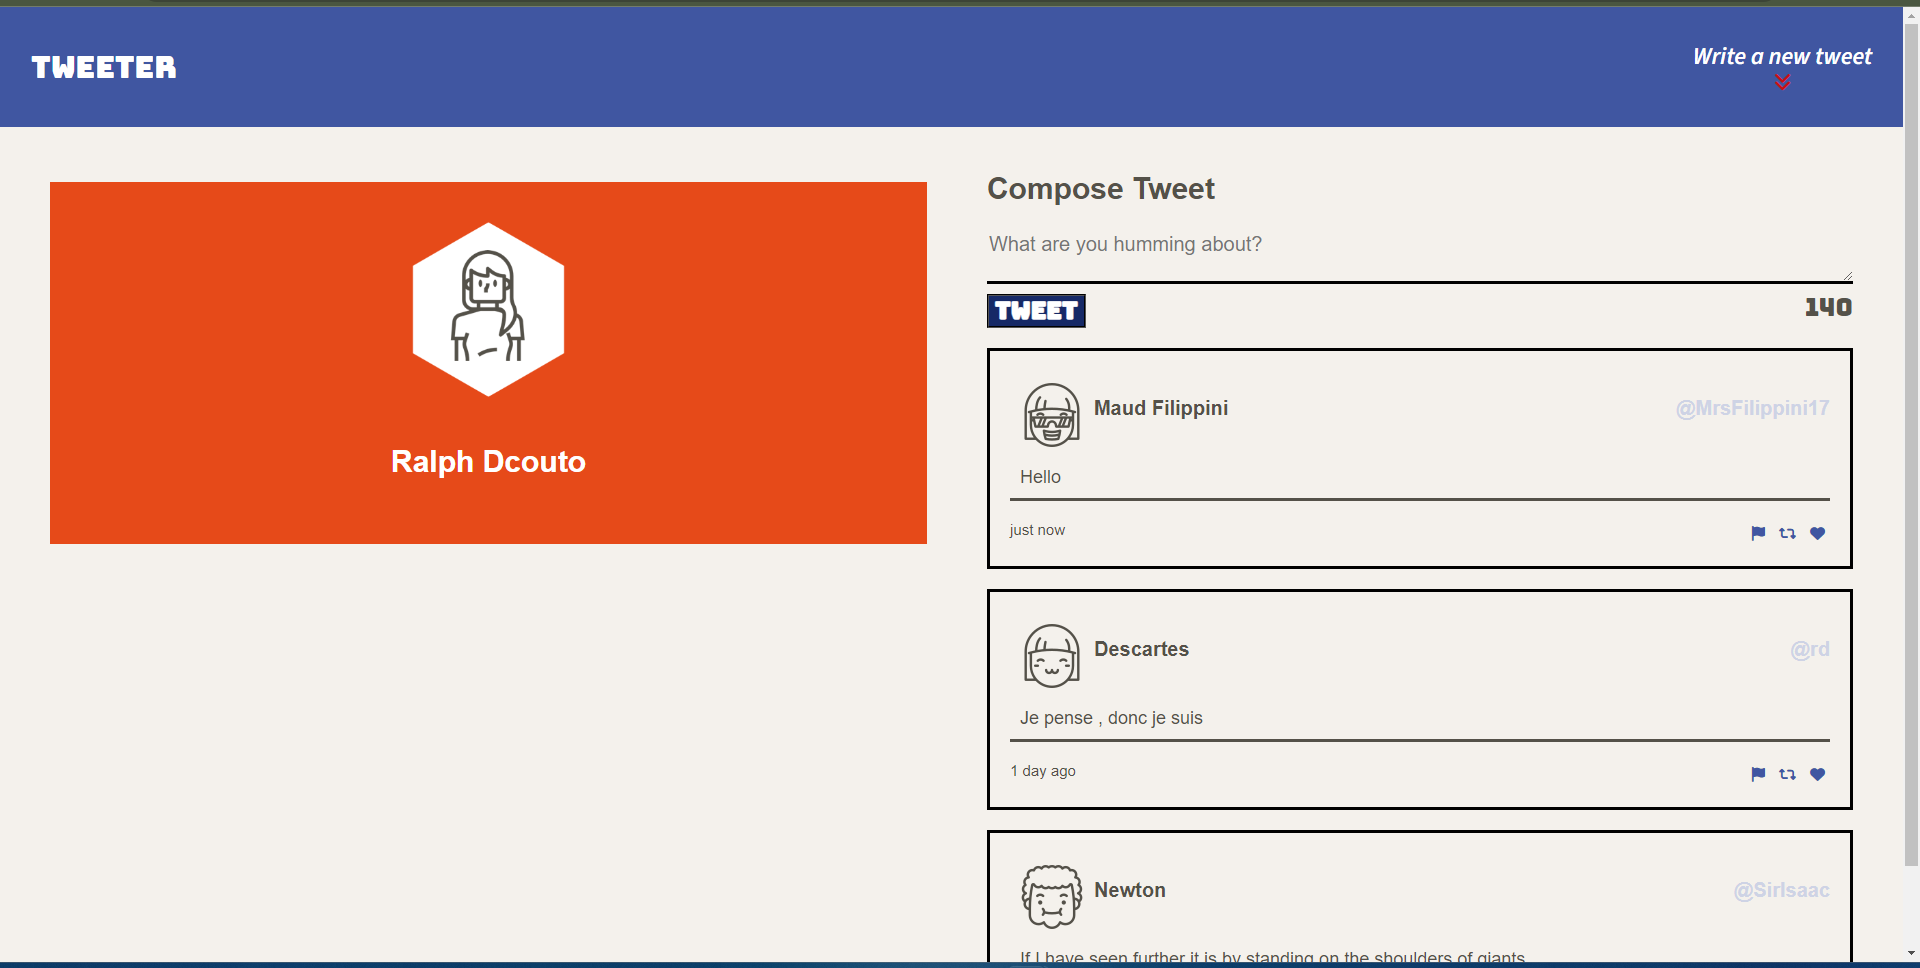 TWEETER
Write a new tweet
Ralph Dcouto
Compose Tweet
What are you humming about?
TWEET
140
Maud Filippini
@MrsFilippini17
Hello
just now
Descartes
@rd
Je pense , donc je suis
1 day ago
Newton
@SirIsaac
If I have seen further it is by standing on the shoulders of giants